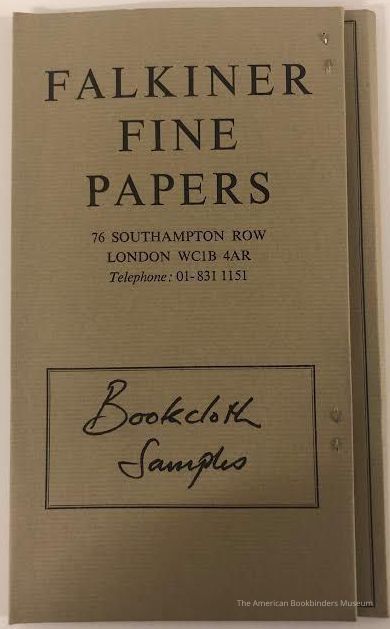 FALKINER
FINE
PAPERS
76 SOUTHAMPTON ROW
LONDON WC1B 4AR
Telephone: 01-831 1151
Bookcloth
Samples
The American Bookbinders Museum